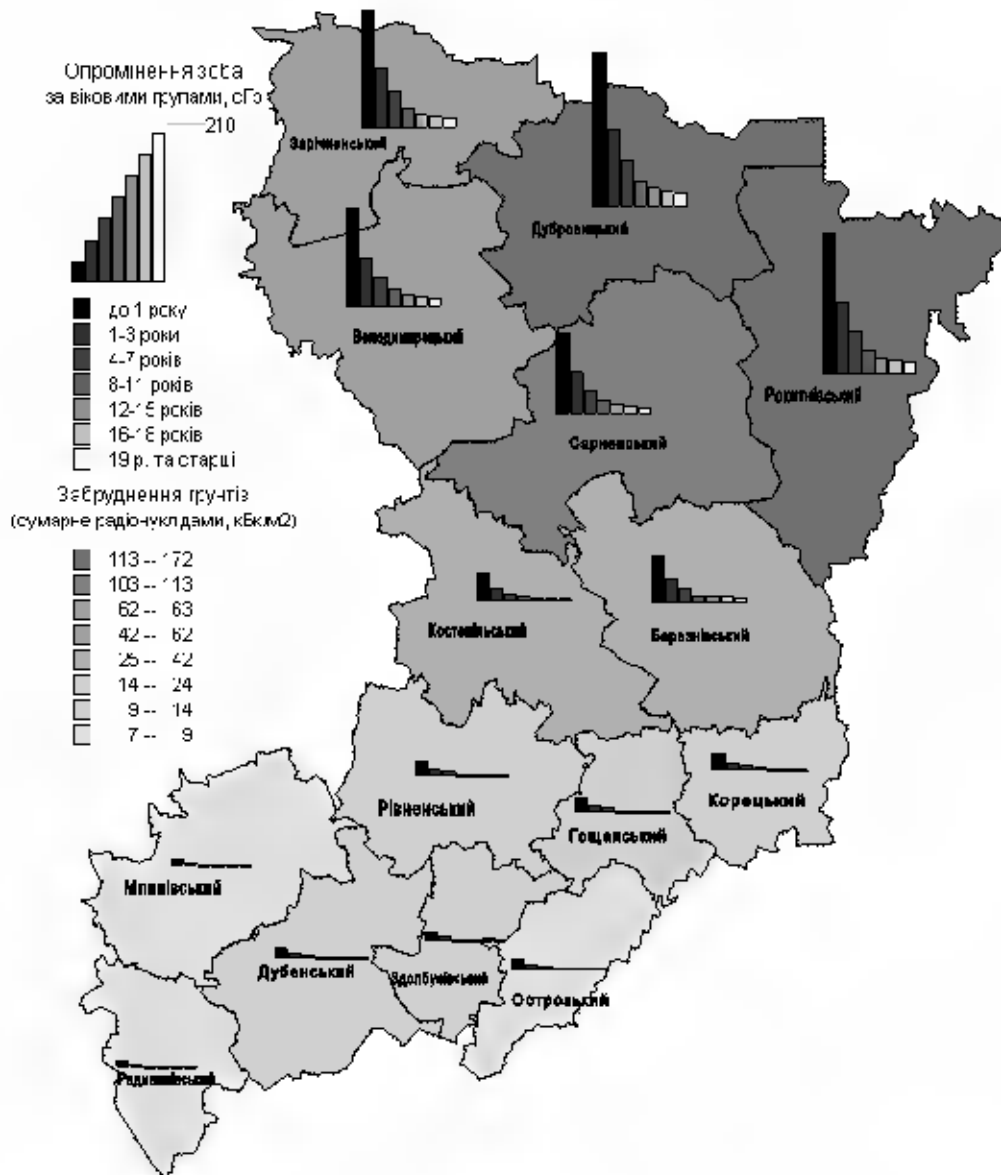 Опромінення зоба
за віковими групами, сГр
210
до 1 року
1-3 роки
4-7 років
8-11 років
12-15 років
16-18 років
19 р. та старші
Забруднення ґрунтів
(сумарне радіонуклідами, кБк/м2)
113 -- 172
103 -- 113
62 -- 63
42 -- 62
25 -- 42
14 -- 24
9 -- 14
7 -- 9
Зарічненський
Дубровицький
Володимирецький
Рокитнівський
Сарненський
Костопільський
Березнівський
Рівненський
Гощанський
Корецький
Млинівський
Дубенський
Здолбунівський
Острозький
Радивилівський